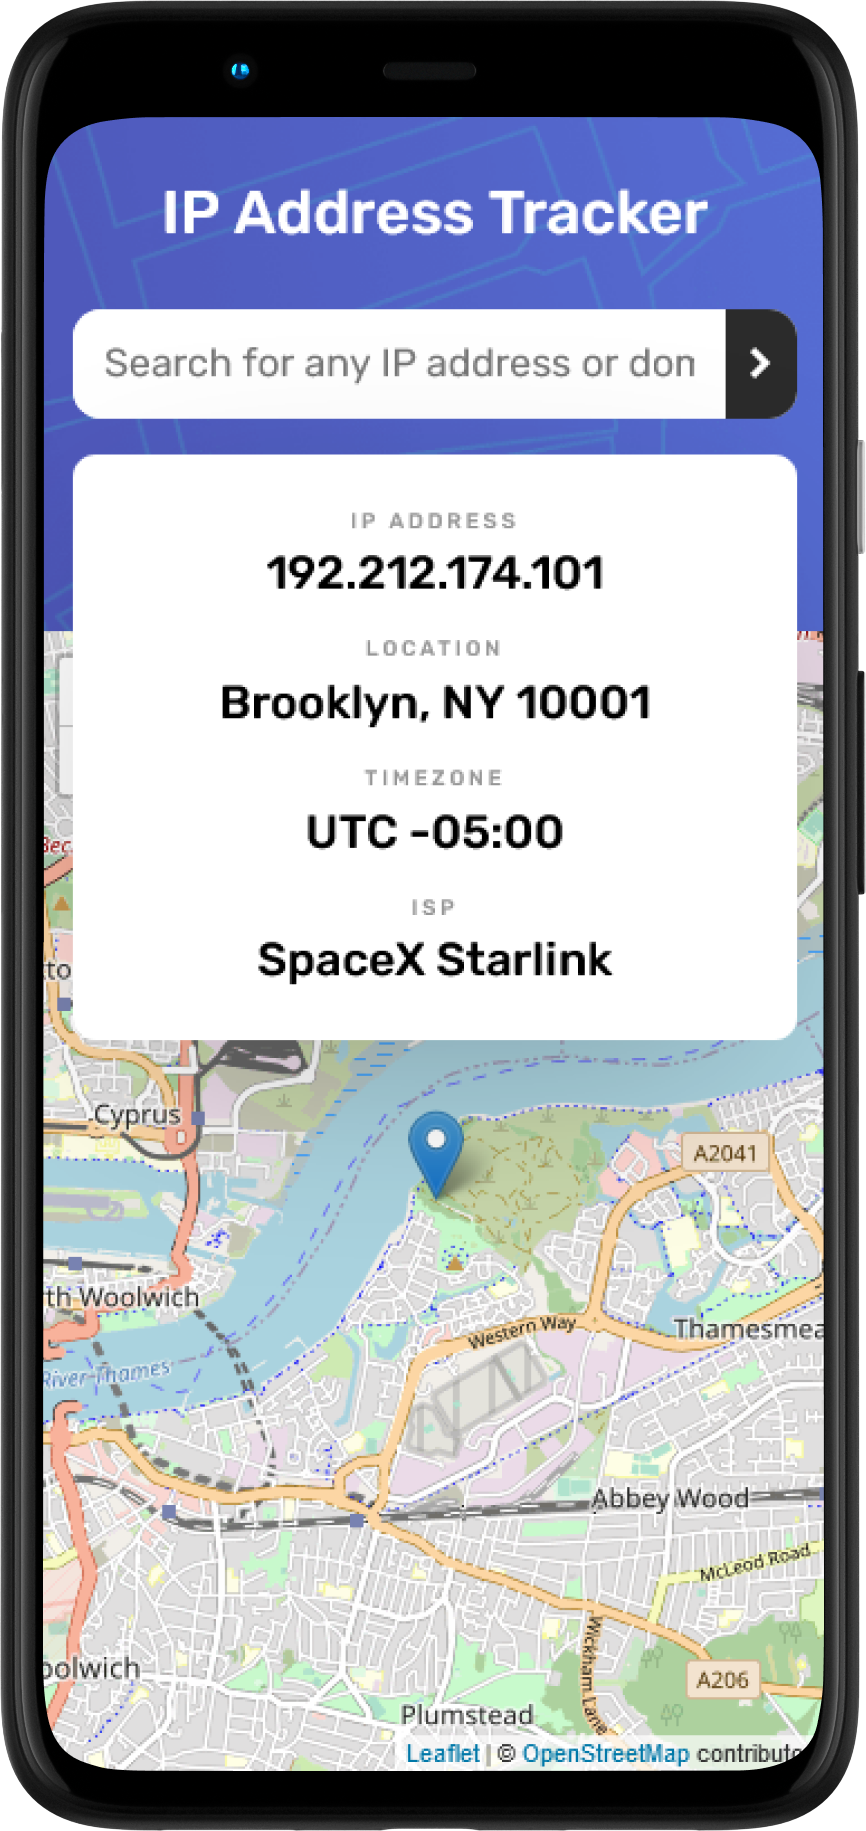 IP Address Tracker
Search for any IP address or don
IP ADDRESS
192.212.174.101
LOCATION
Brooklyn, NY 10001
TIMEZONE
UTC -05:00
ISP
SpaceX Starlink
Bec
to
Cyprus
A2041
th Woolwich
Western Way
Thamesmea
River Thames
Abbey Wood
McLeod Road
Wickham Lane
oolwich
A206
Plumstead
Leaflet | © OpenStreetMap contributo